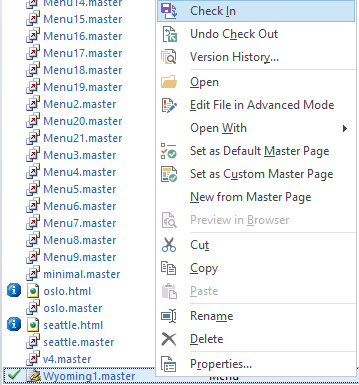 Menu14.master
Menu15.master
Menu16.master
Menu17.master
Menu18.master
Menu19.master
Menu2.master
Menu20.master
Menu21.master
Menu3.master
Menu4.master
Menu5.master
Menu6.master
Menu7.master
Menu8.master
Menu9.master
minimal.master
oslo.html
oslo.master
seattle.html
seattle.master
v4.master
Wyoming1.master
Check In
Undo Check Out
Version History...
Open
Edit File in Advanced Mode
Open With
Set as Default Master Page
Set as Custom Master Page
New from Master Page
Preview in Browser
Cut
Copy
Paste
Rename
Delete
Properties...
Menu